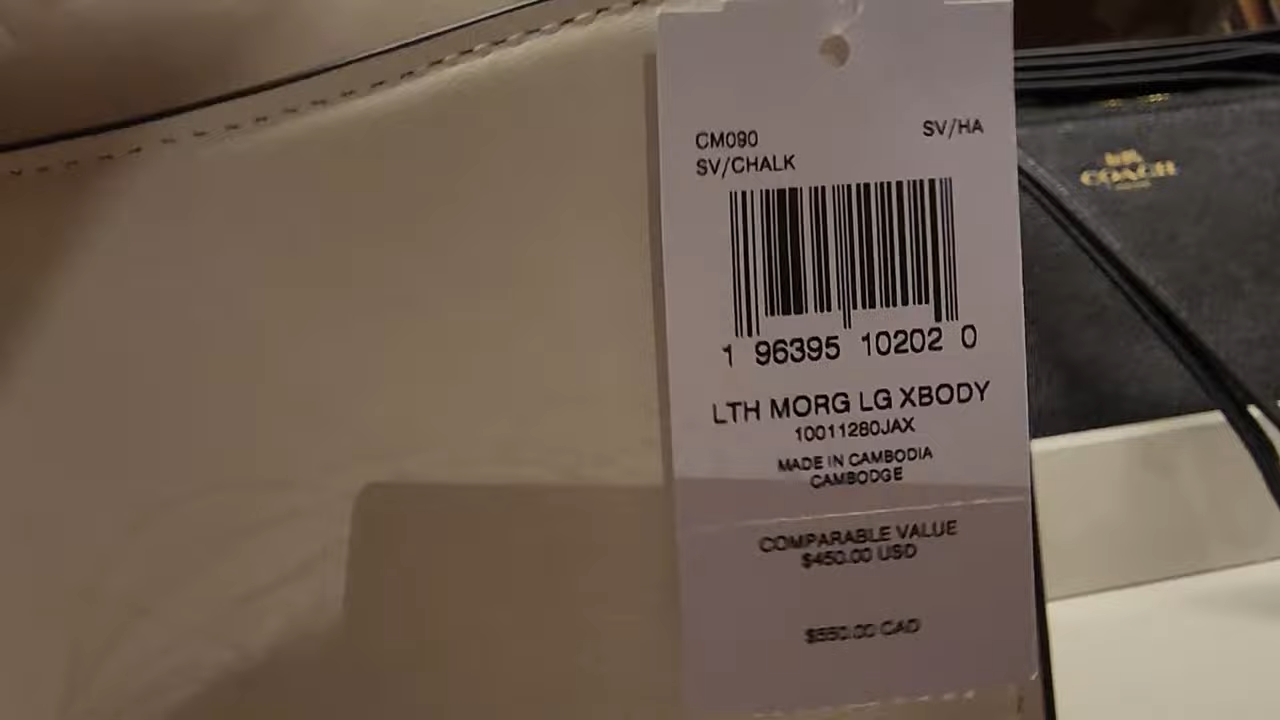 CM090
SV/HA
SV/CHALK
1 96395 10202 0
LTH MORG LG XBODY
10011280JAX
MADE IN CAMBODIA
CAMBODGE
COMPARABLE VALUE
$450.00 USD
$550.00 CAD
COACH